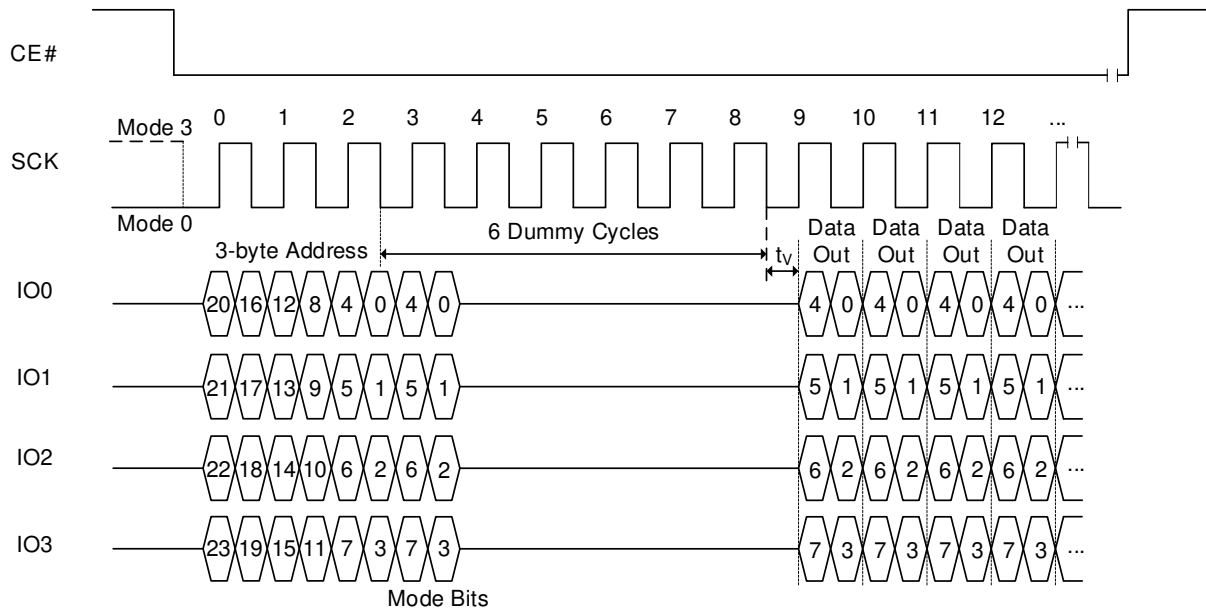 CE#
0 1 2 3 4 5 6 7 8 9 10 11 12 ...
Mode 3
SCK
Mode 0
6 Dummy Cycles
Data Data Data Data
3-byte Address
tV
Out Out Out Out
IO0
20 16 12 8 4 0 4 0 4 0 4 0 4 0 4 0 ...
IO1
21 17 13 9 5 1 5 1 5 1 5 1 5 1 5 1 ...
IO2
22 18 14 10 6 2 6 2 6 2 6 2 6 2 6 2 ...
IO3
23 19 15 11 7 3 7 3 7 3 7 3 7 3 7 3 ...
Mode Bits